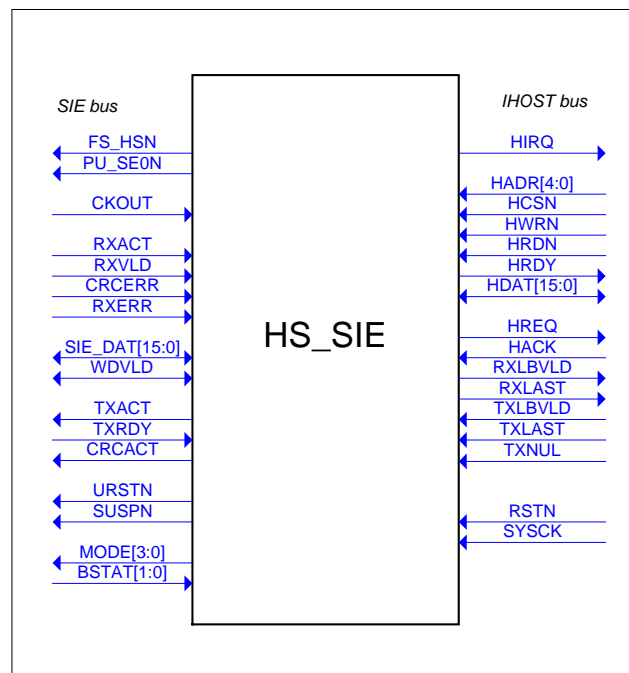 SIE bus
IHOST bus
FS_HSN
HIRQ
PU_SE0N
HADR[4:0]
CKOUT
HCSN
HWRN
RXACT
HRDN
RXVLD
HRDY
CRCERR
HDAT[15:0]
RXERR
HS_SIE
HREQ
SIE_DAT[15:0]
HACK
WDVLD
RXLBVLD
RXLAST
TXACT
TXLBVLD
TXRDY
TXLAST
CRCACT
TXNUL
URSTN
SUSPN
RSTN
SYSCK
MODE[3:0]
BSTAT[1:0]